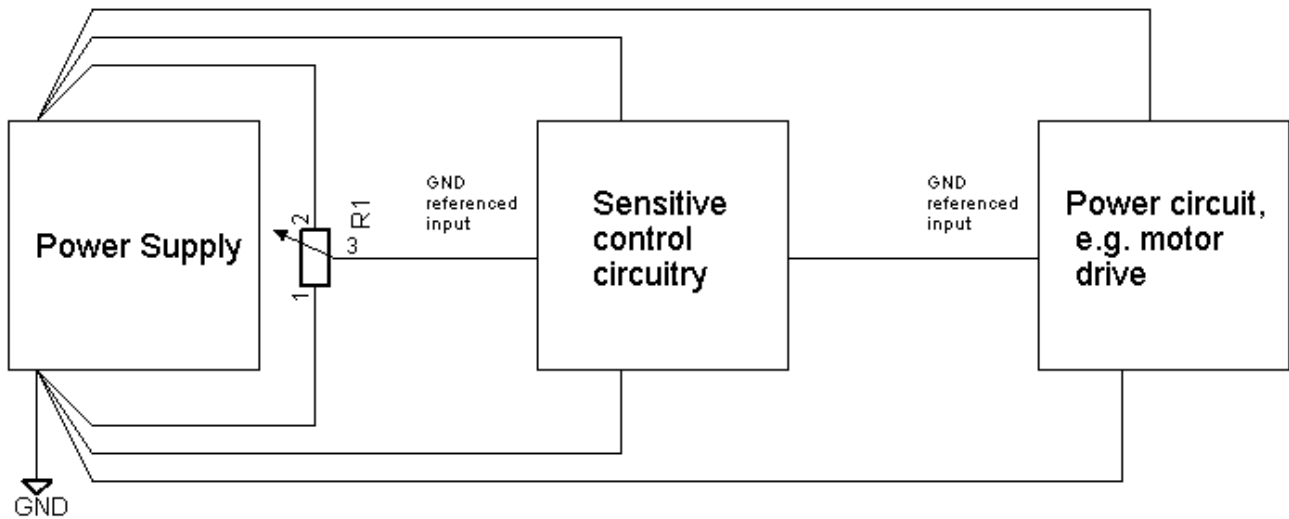 Power Supply
2
R1
3
1
GND
referenced
input
Sensitive
control
circuitry
GND
referenced
input
Power circuit,
e.g. motor
drive
GND